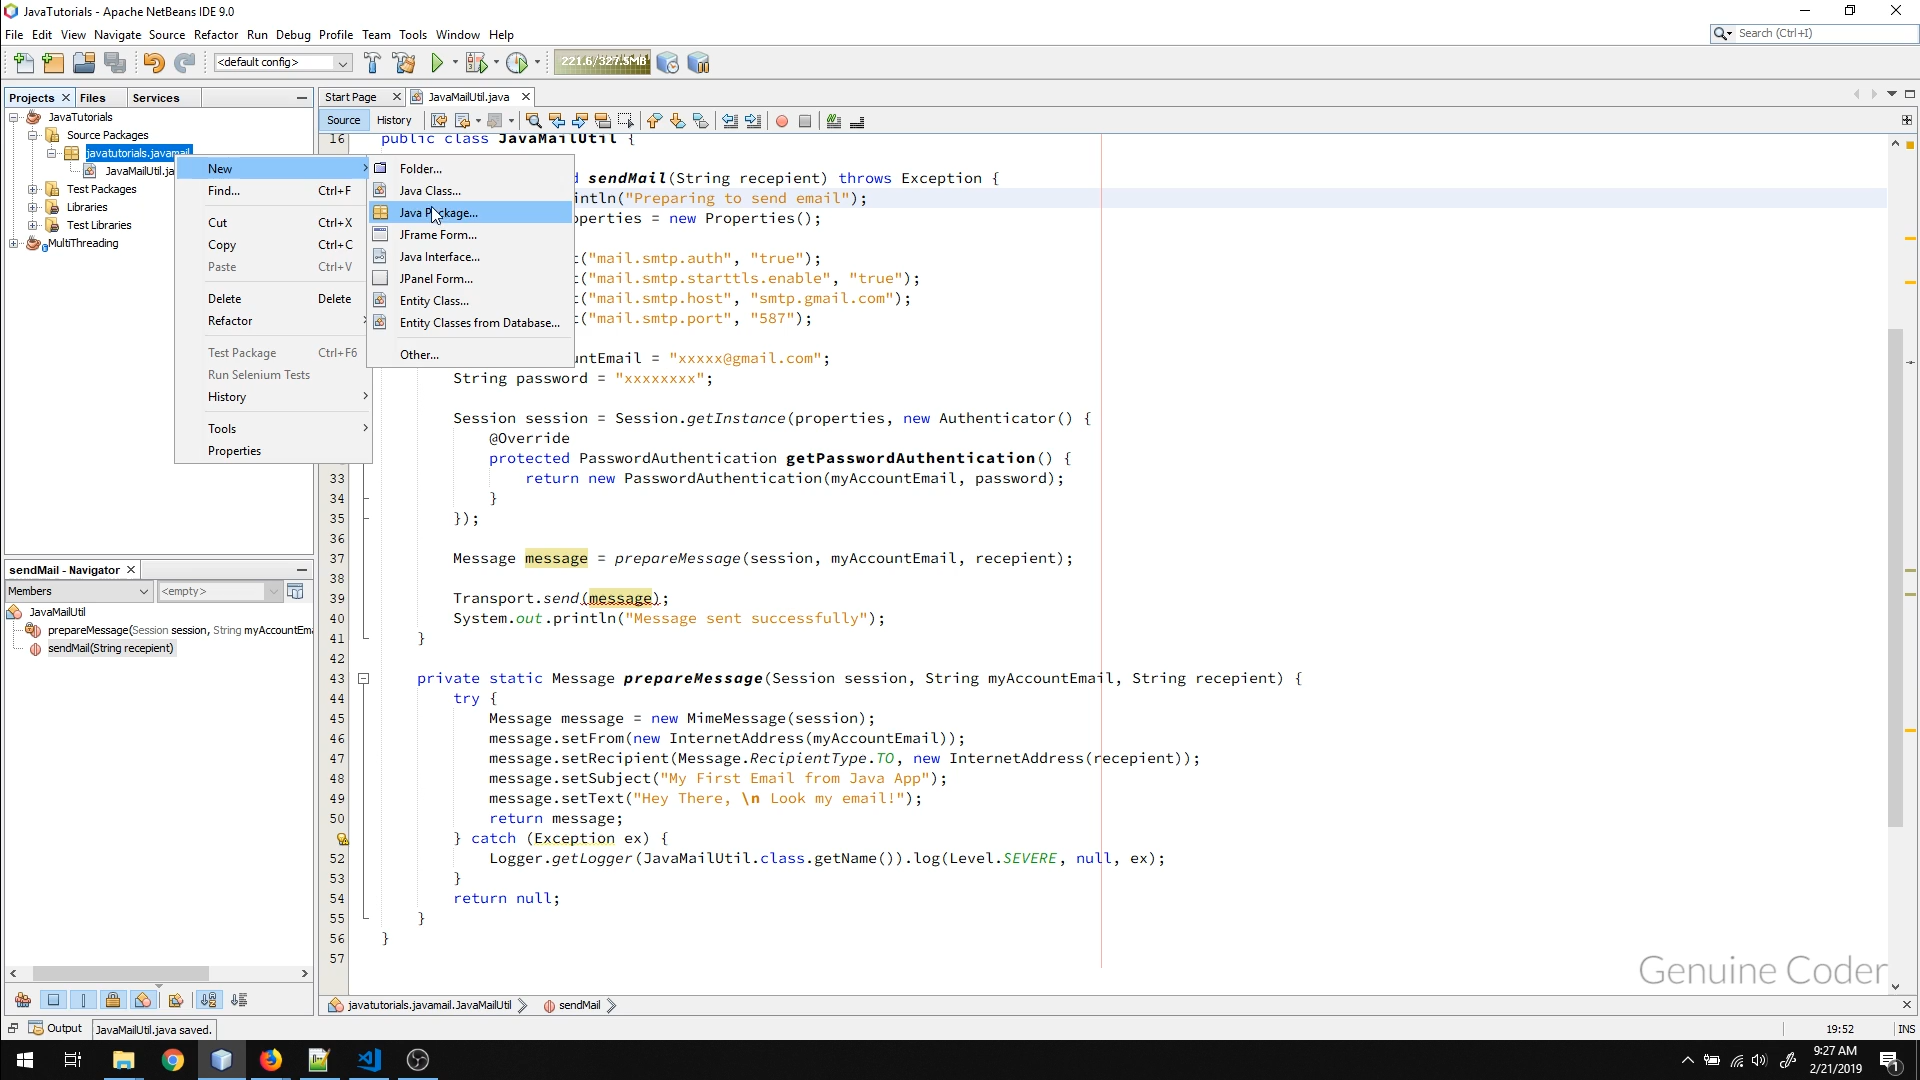 JavaTutorials - Apache NetBeans IDE 9.0
File Edit View Navigate Source Refactor Run Debug Profile Team Tools Window Help
Search (Ctrl+I)
<default config>
221.6/327.5MB
Projects Files Services
JavaTutorials
Source Packages
javatutorials.javamail
JavaMailUtil.ja
Test Packages
Libraries
Test Libraries
MultiThreading
New
Find... Ctrl+F
Cut Ctrl+X
Copy Ctrl+C
Paste Ctrl+V
Delete Delete
Refactor
Test Package Ctrl+F6
Run Selenium Tests
History
Tools
Properties
Folder...
Java Class...
Java Package...
JFrame Form...
Java Interface...
JPanel Form...
Entity Class...
Entity Classes from Database...
Other...
Start Page JavaMailUtil.java
Source History
16 public class JavaMailUtil {
d sendMail(String recepient) throws Exception {
intln("Preparing to send email");
operties = new Properties();
t("mail.smtp.auth", "true");
t("mail.smtp.starttls.enable", "true");
t("mail.smtp.host", "smtp.gmail.com");
t("mail.smtp.port", "587");
untEmail = "xxxxx@gmail.com";
String password = "xxxxxxxx";
Session session = Session.getInstance(properties, new Authenticator() {
@Override
protected PasswordAuthentication getPasswordAuthentication() {
33 return new PasswordAuthentication(myAccountEmail, password);
34 }
35 });
36
37 Message message = prepareMessage(session, myAccountEmail, recepient);
38
39 Transport.send(message);
40 System.out.println("Message sent successfully");
41 }
42
43 private static Message prepareMessage(Session session, String myAccountEmail, String recepient) {
44 try {
45 Message message = new MimeMessage(session);
46 message.setFrom(new InternetAddress(myAccountEmail));
47 message.setRecipient(Message.RecipientType.TO, new InternetAddress(recepient));
48 message.setSubject("My First Email from Java App");
49 message.setText("Hey There, \n Look my email!");
50 return message;
} catch (Exception ex) {
52 Logger.getLogger(JavaMailUtil.class.getName()).log(Level.SEVERE, null, ex);
53 }
54 return null;
55 }
56 }
57
sendMail - Navigator
Members <empty>
JavaMailUtil
prepareMessage(Session session, String myAccountEma
sendMail(String recepient)
Genuine Coder
javatutorials.javamail.JavaMailUtil sendMail
Output JavaMailUtil.java saved.
19:52 INS
9:27 AM
2/21/2019
1